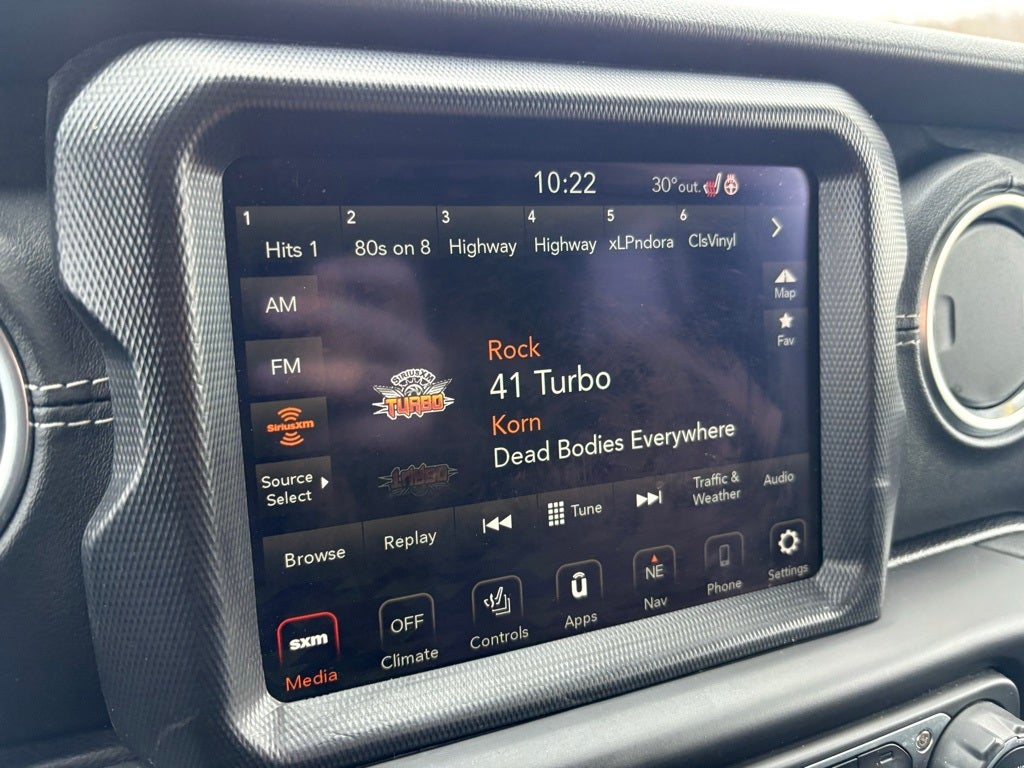 10:22
30°out.
1 2 3 4 5 6
Hits 1 80s on 8 Highway Highway xLPndora ClsVinyl
AM
Map
FM
Fav
Rock
SIRIUSXM
TURBO
41 Turbo
SiriusXM
Korn
Dead Bodies Everywhere
Source
Select
Browse Replay Tune Traffic &
Weather
Audio
sxm OFF NE
Media Climate Controls Apps Nav Phone Settings